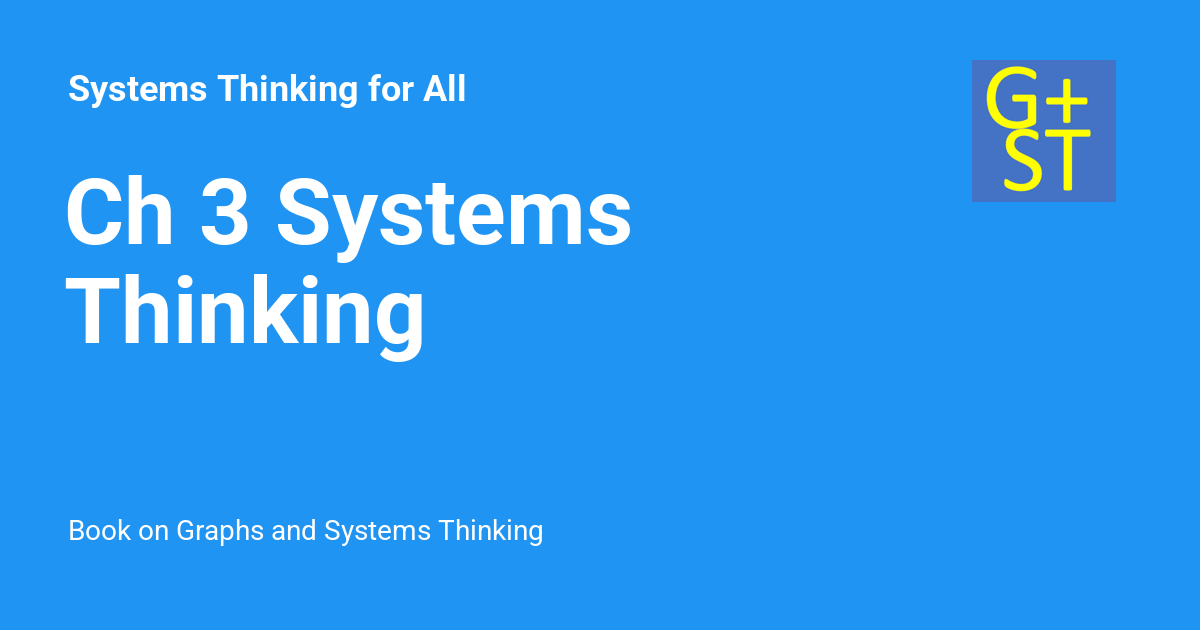 Systems Thinking for All
G+
ST
Ch 3 Systems
Thinking
Book on Graphs and Systems Thinking